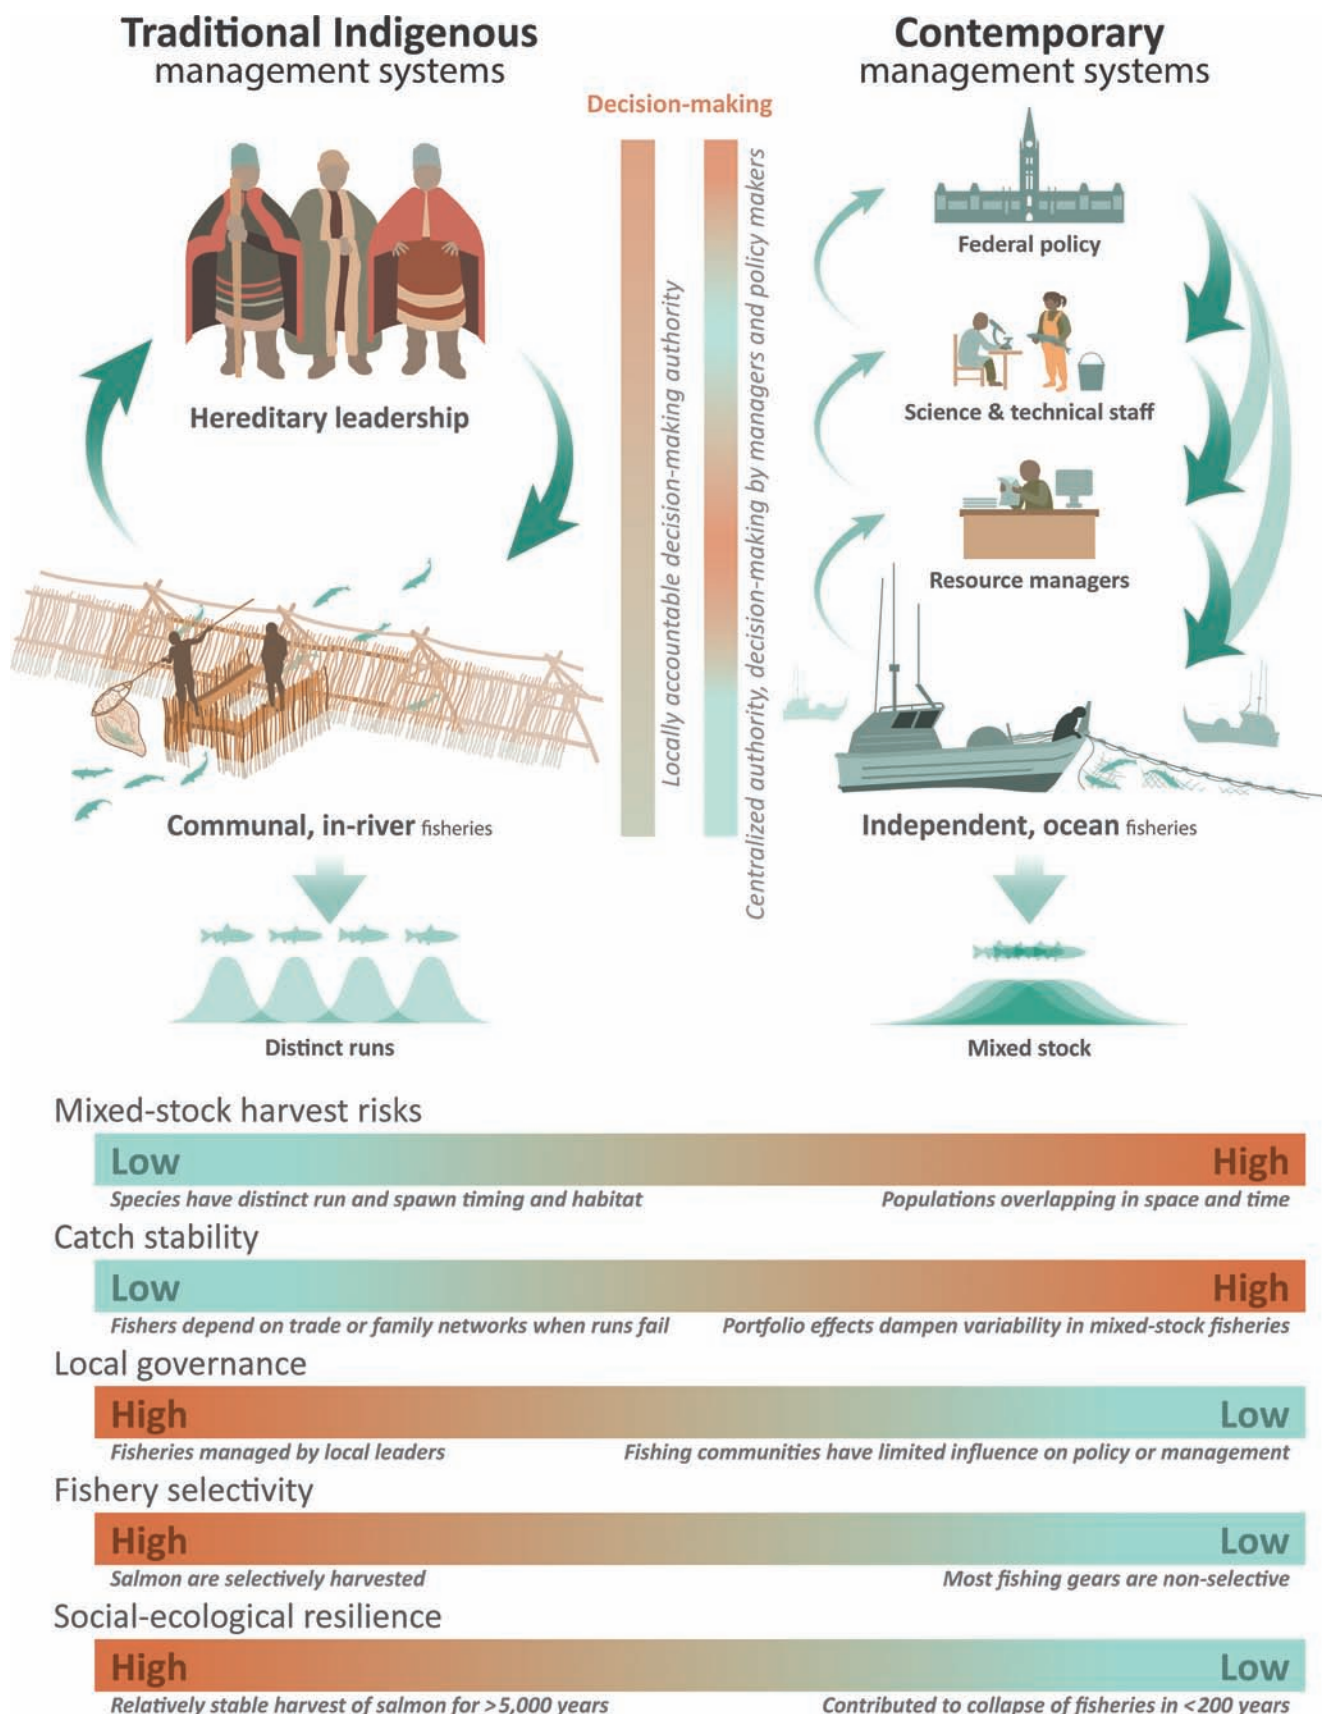 Traditional Indigenous
management systems
Contemporary
management systems
Decision-making
Locally accountable decision-making authority
Centralized authority, decision-making by managers and policy makers
Hereditary leadership
Federal policy
Science & technical staff
Resource managers
Communal, in-river fisheries
Independent, ocean fisheries
Distinct runs
Mixed stock
Mixed-stock harvest risks
Low
High
Species have distinct run and spawn timing and habitat
Populations overlapping in space and time
Catch stability
Low
High
Fishers depend on trade or family networks when runs fail
Portfolio effects dampen variability in mixed-stock fisheries
Local governance
High
Low
Fisheries managed by local leaders
Fishing communities have limited influence on policy or management
Fishery selectivity
High
Low
Salmon are selectively harvested
Most fishing gears are non-selective
Social-ecological resilience
High
Low
Relatively stable harvest of salmon for >5,000 years
Contributed to collapse of fisheries in <200 years